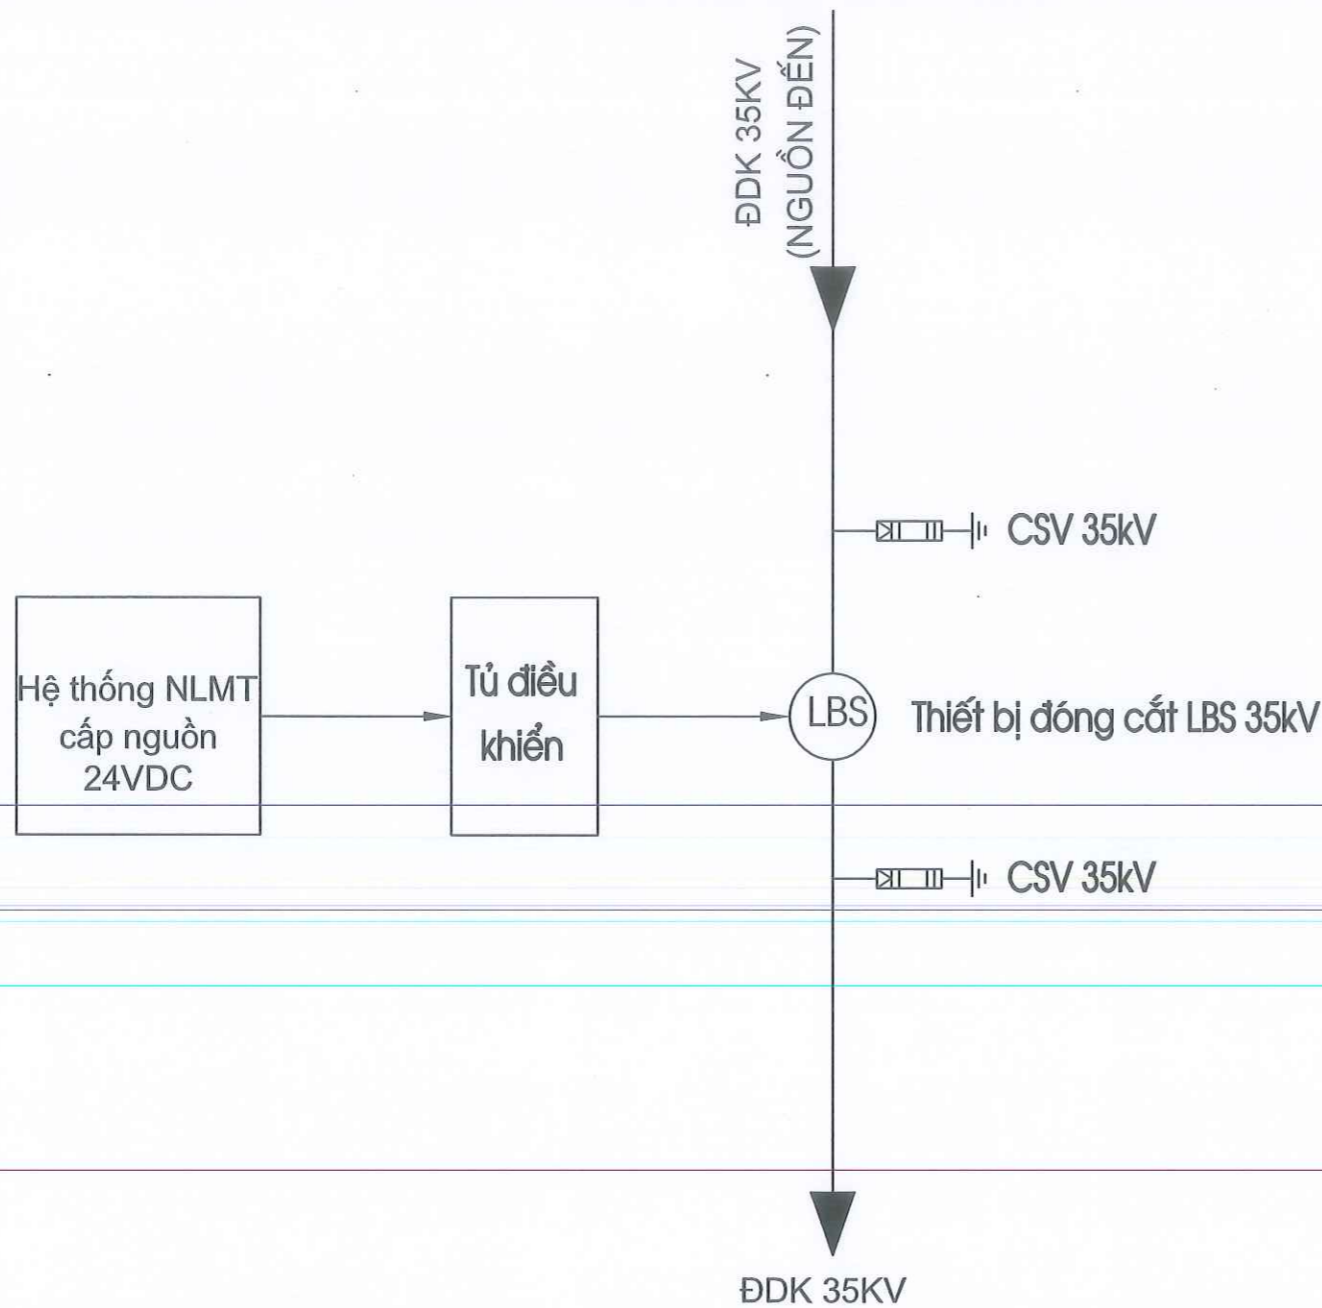 ĐDK 35KV
(NGUỒN ĐẾN)
CSV 35kV
Hệ thống NLMT
cấp nguồn
24VDC
Tủ điều
khiển
LBS
Thiết bị đóng cắt LBS 35kV
CSV 35kV
ĐDK 35KV